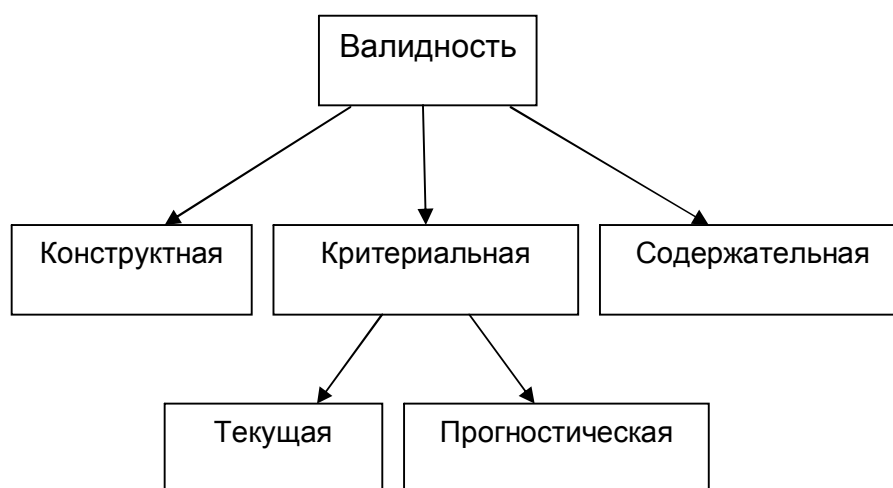 Валидность
Конструктная
Критериальная
Содержательная
Текущая
Прогностическая